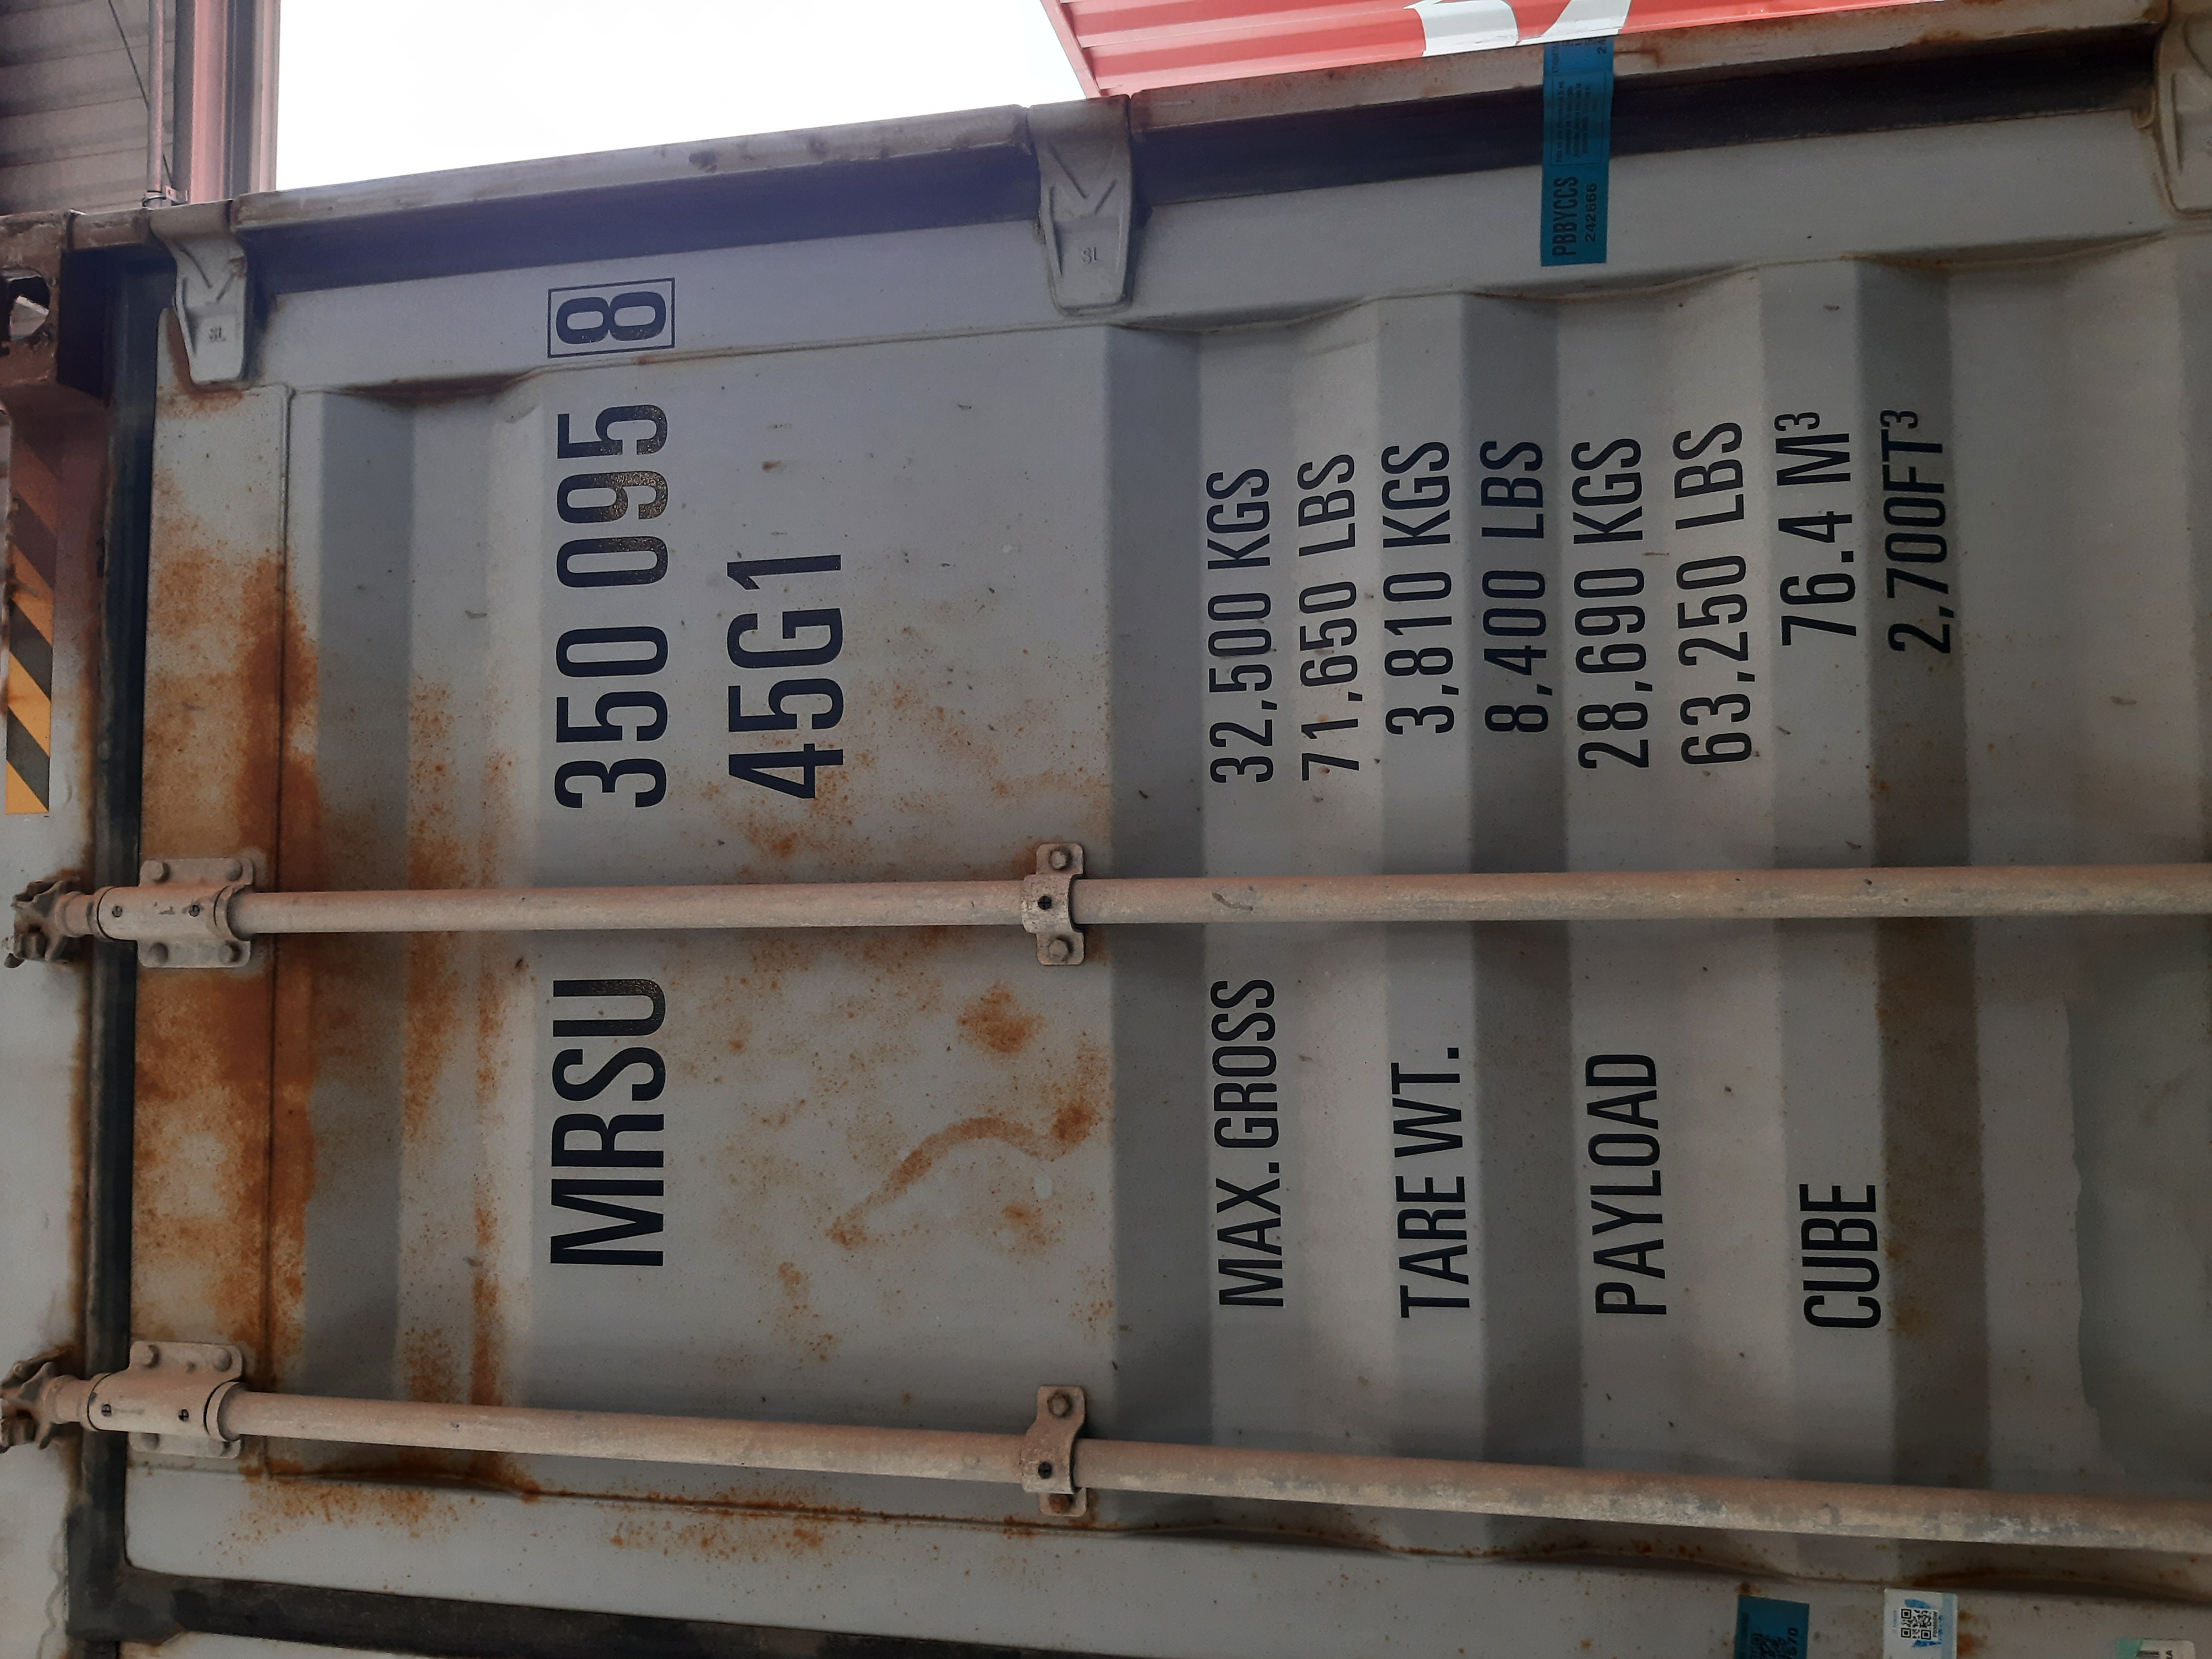 MRSU 350 095 8
45G1
MAX. GROSS 32,500 KGS
71,650 LBS
TARE WT. 3,810 KGS
8,400 LBS
PAYLOAD 28,690 KGS
63,250 LBS
CUBE 76.4 M³
2,700FT³
PBBYCCS
242666